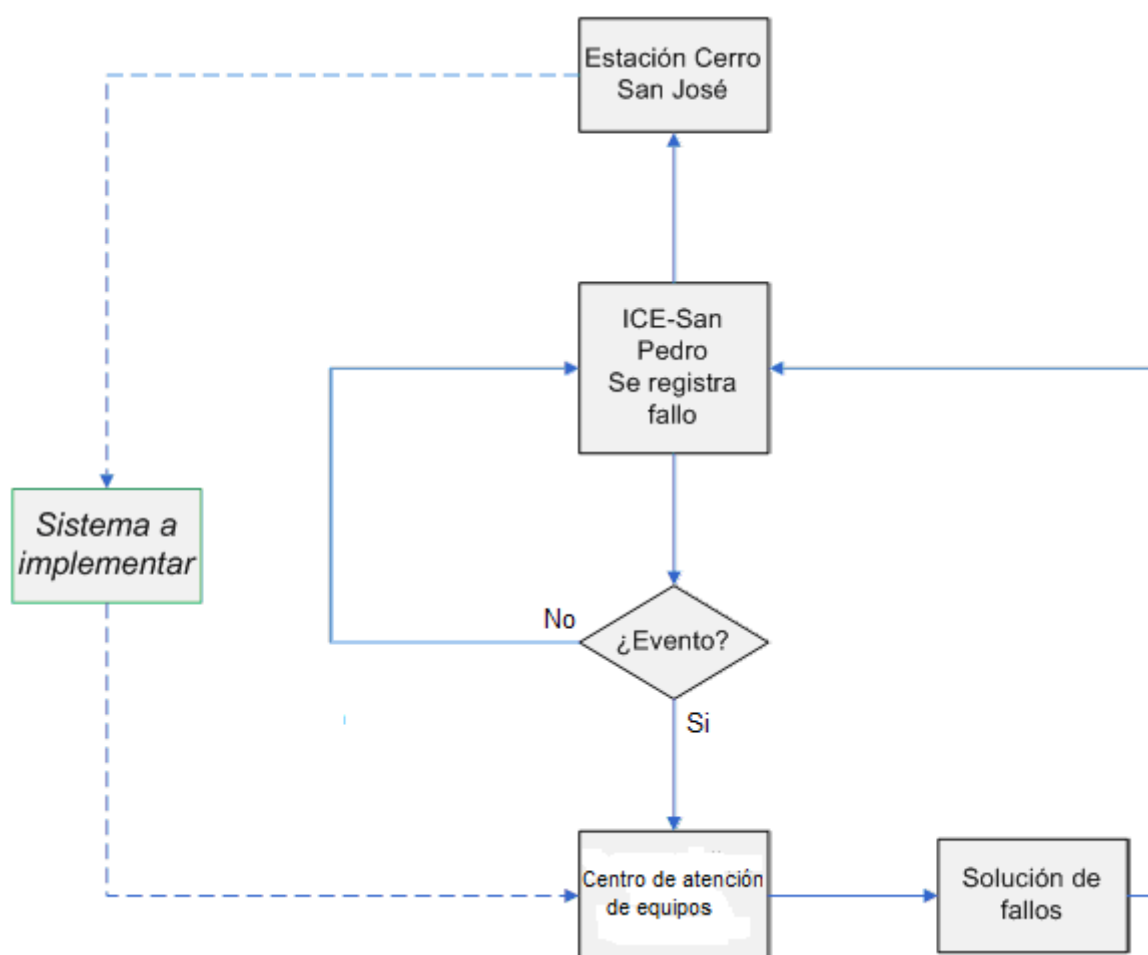 Estación Cerro
San José
ICE-San
Pedro
Se registra
fallo
Sistema a
implementar
No
¿Evento?
Si
Centro de atención
de equipos
Solución de
fallos